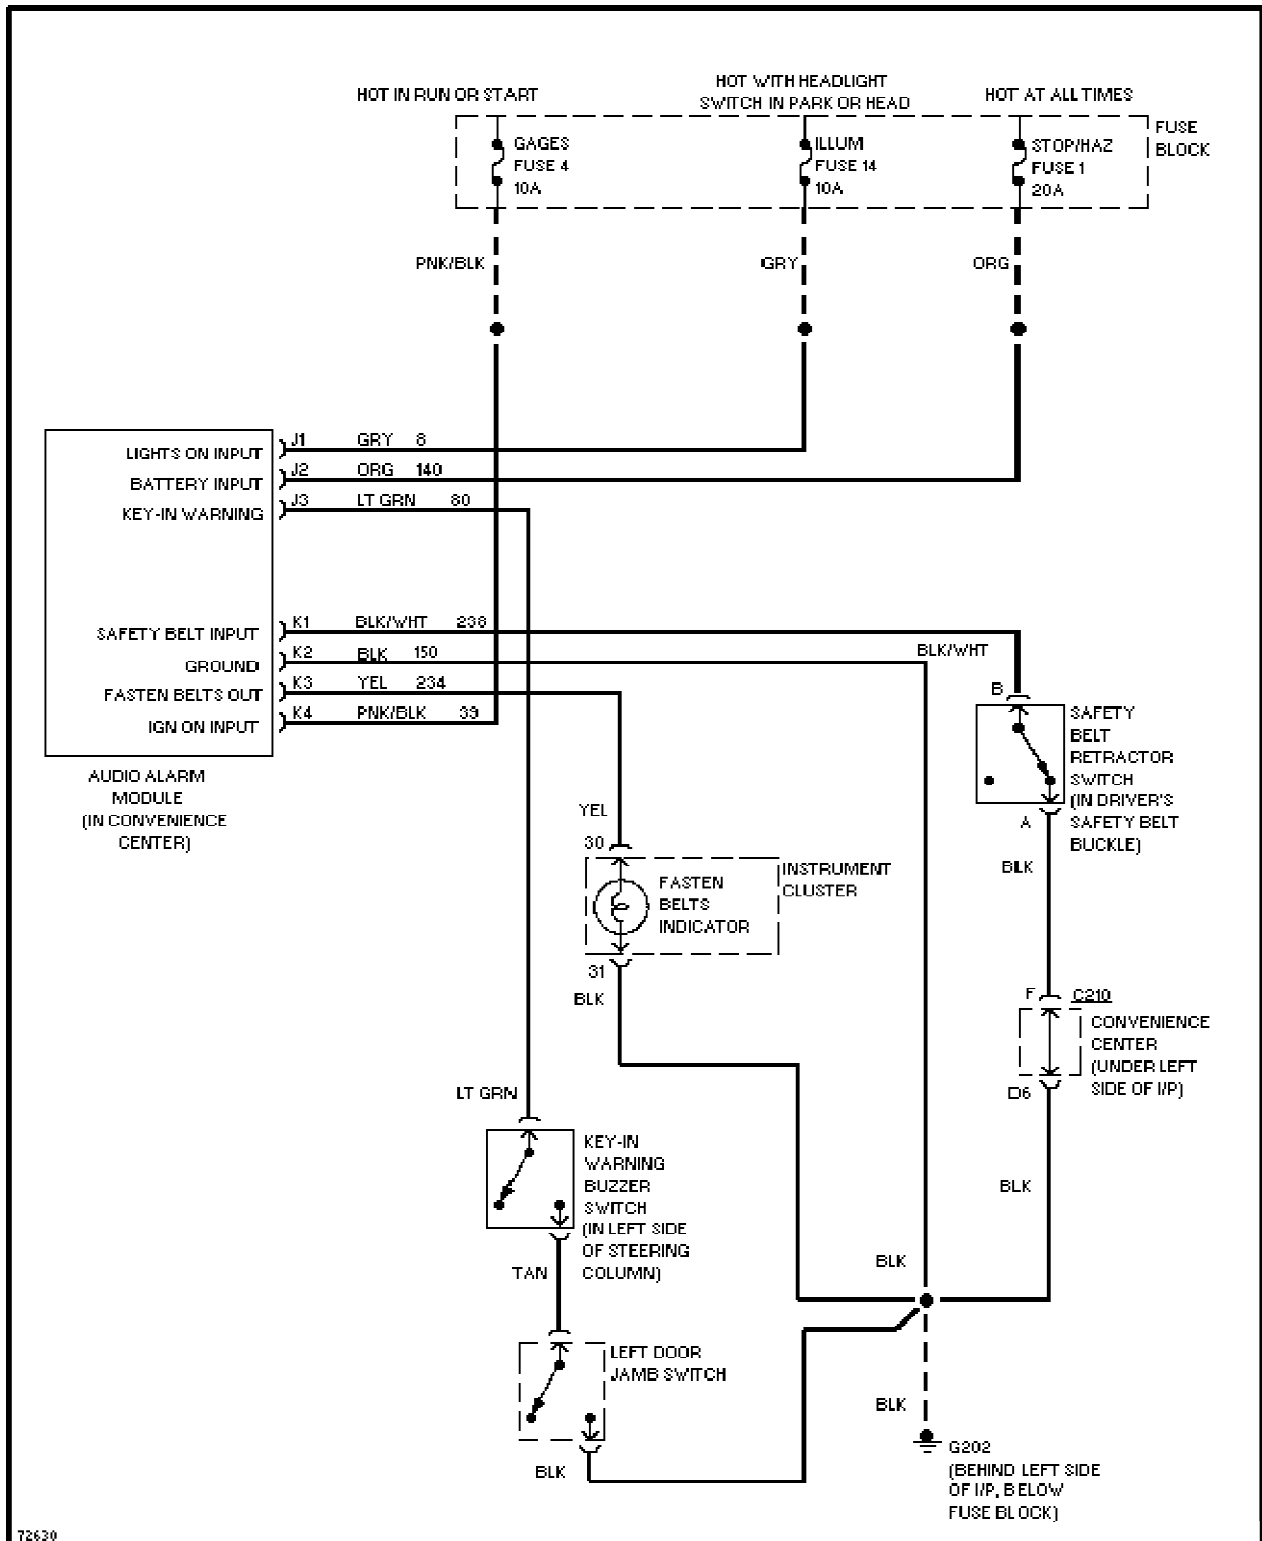 HOT IN RUN OR START
HOT WITH HEADLIGHT
SWITCH IN PARK OR HEAD
HOT AT ALL TIMES
GAGES
FUSE 4
10A
ILLUM
FUSE 14
10A
STOP/HAZ
FUSE 1
20A
FUSE
BLOCK
PNK/BLK
GRY
ORG
LIGHTS ON INPUT
BATTERY INPUT
KEY-IN WARNING
J1 GRY 8
J2 ORG 140
J3 LT GRN 80
SAFETY BELT INPUT
GROUND
FASTEN BELTS OUT
IGN ON INPUT
K1 BLK/WHT 238
K2 BLK 150
K3 YEL 234
K4 PNK/BLK 39
AUDIO ALARM
MODULE
(IN CONVENIENCE
CENTER)
BLK/WHT
B
SAFETY
BELT
RETRACTOR
SWITCH
(IN DRIVER'S
SAFETY BELT
BUCKLE)
A
BLK
YEL
30
FASTEN
BELTS
INDICATOR
INSTRUMENT
CLUSTER
31
BLK
F C210
CONVENIENCE
CENTER
(UNDER LEFT
SIDE OF I/P)
D6
BLK
LT GRN
KEY-IN
WARNING
BUZZER
SWITCH
(IN LEFT SIDE
OF STEERING
COLUMN)
TAN
LEFT DOOR
JAMB SWITCH
BLK
BLK
BLK
G202
(BEHIND LEFT SIDE
OF I/P, BELOW
FUSE BLOCK)
72630